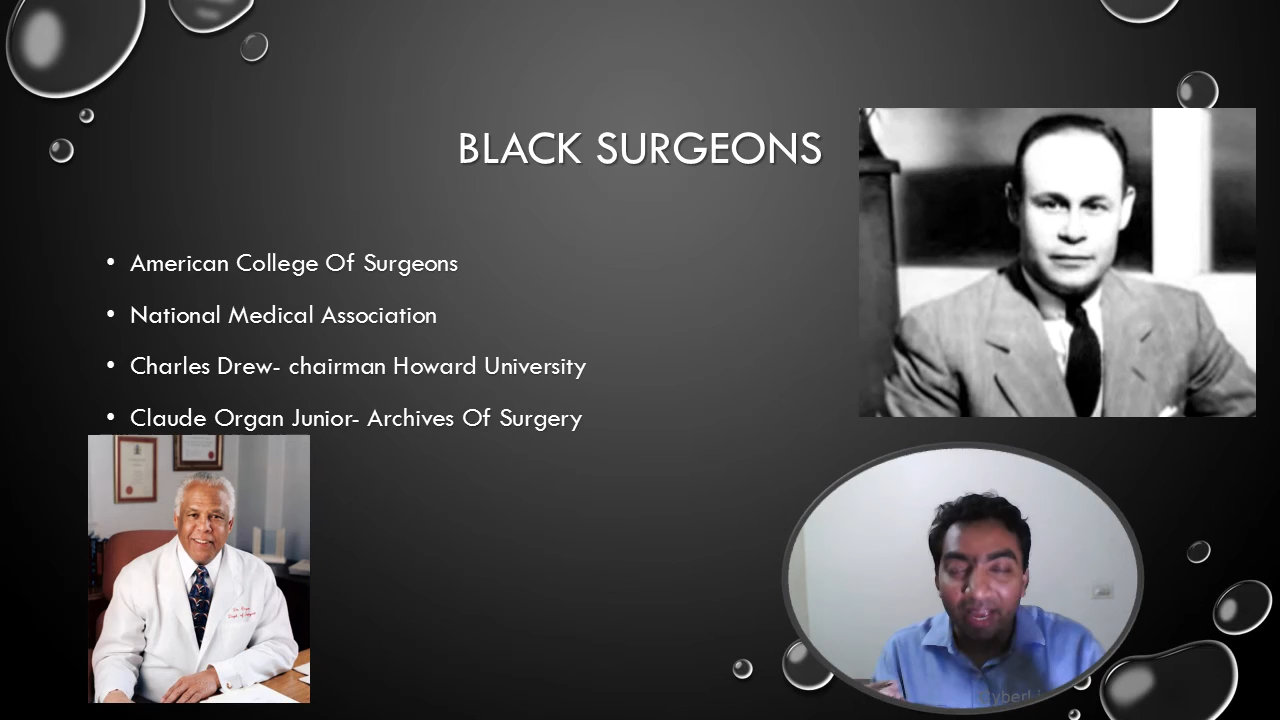 BLACK SURGEONS
• American College Of Surgeons
• National Medical Association
• Charles Drew- chairman Howard University
• Claude Organ Junior- Archives Of Surgery